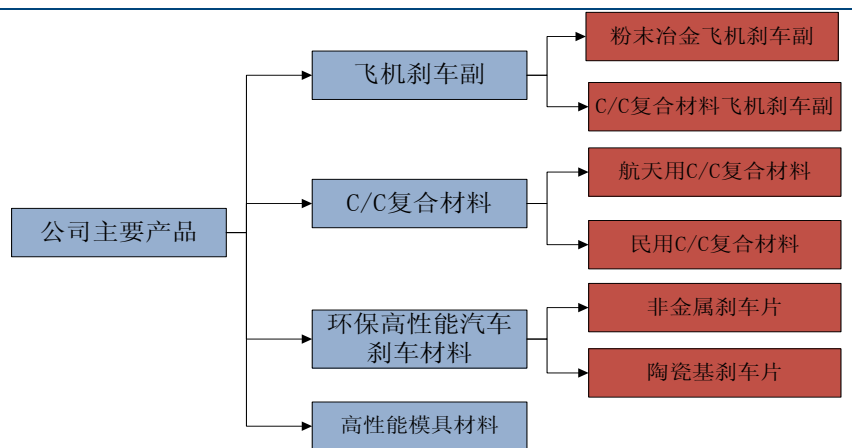 公司主要产品
飞机刹车副
粉末冶金飞机刹车副
C/C复合材料飞机刹车副
C/C复合材料
航天用C/C复合材料
民用C/C复合材料
环保高性能汽车
刹车材料
非金属刹车片
陶瓷基刹车片
高性能模具材料